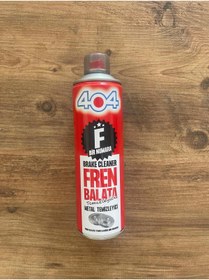 404
F
BİR NUMARA
BRAKE CLEANER
FREN
BALATA
METAL TEMİZLEYİCİ